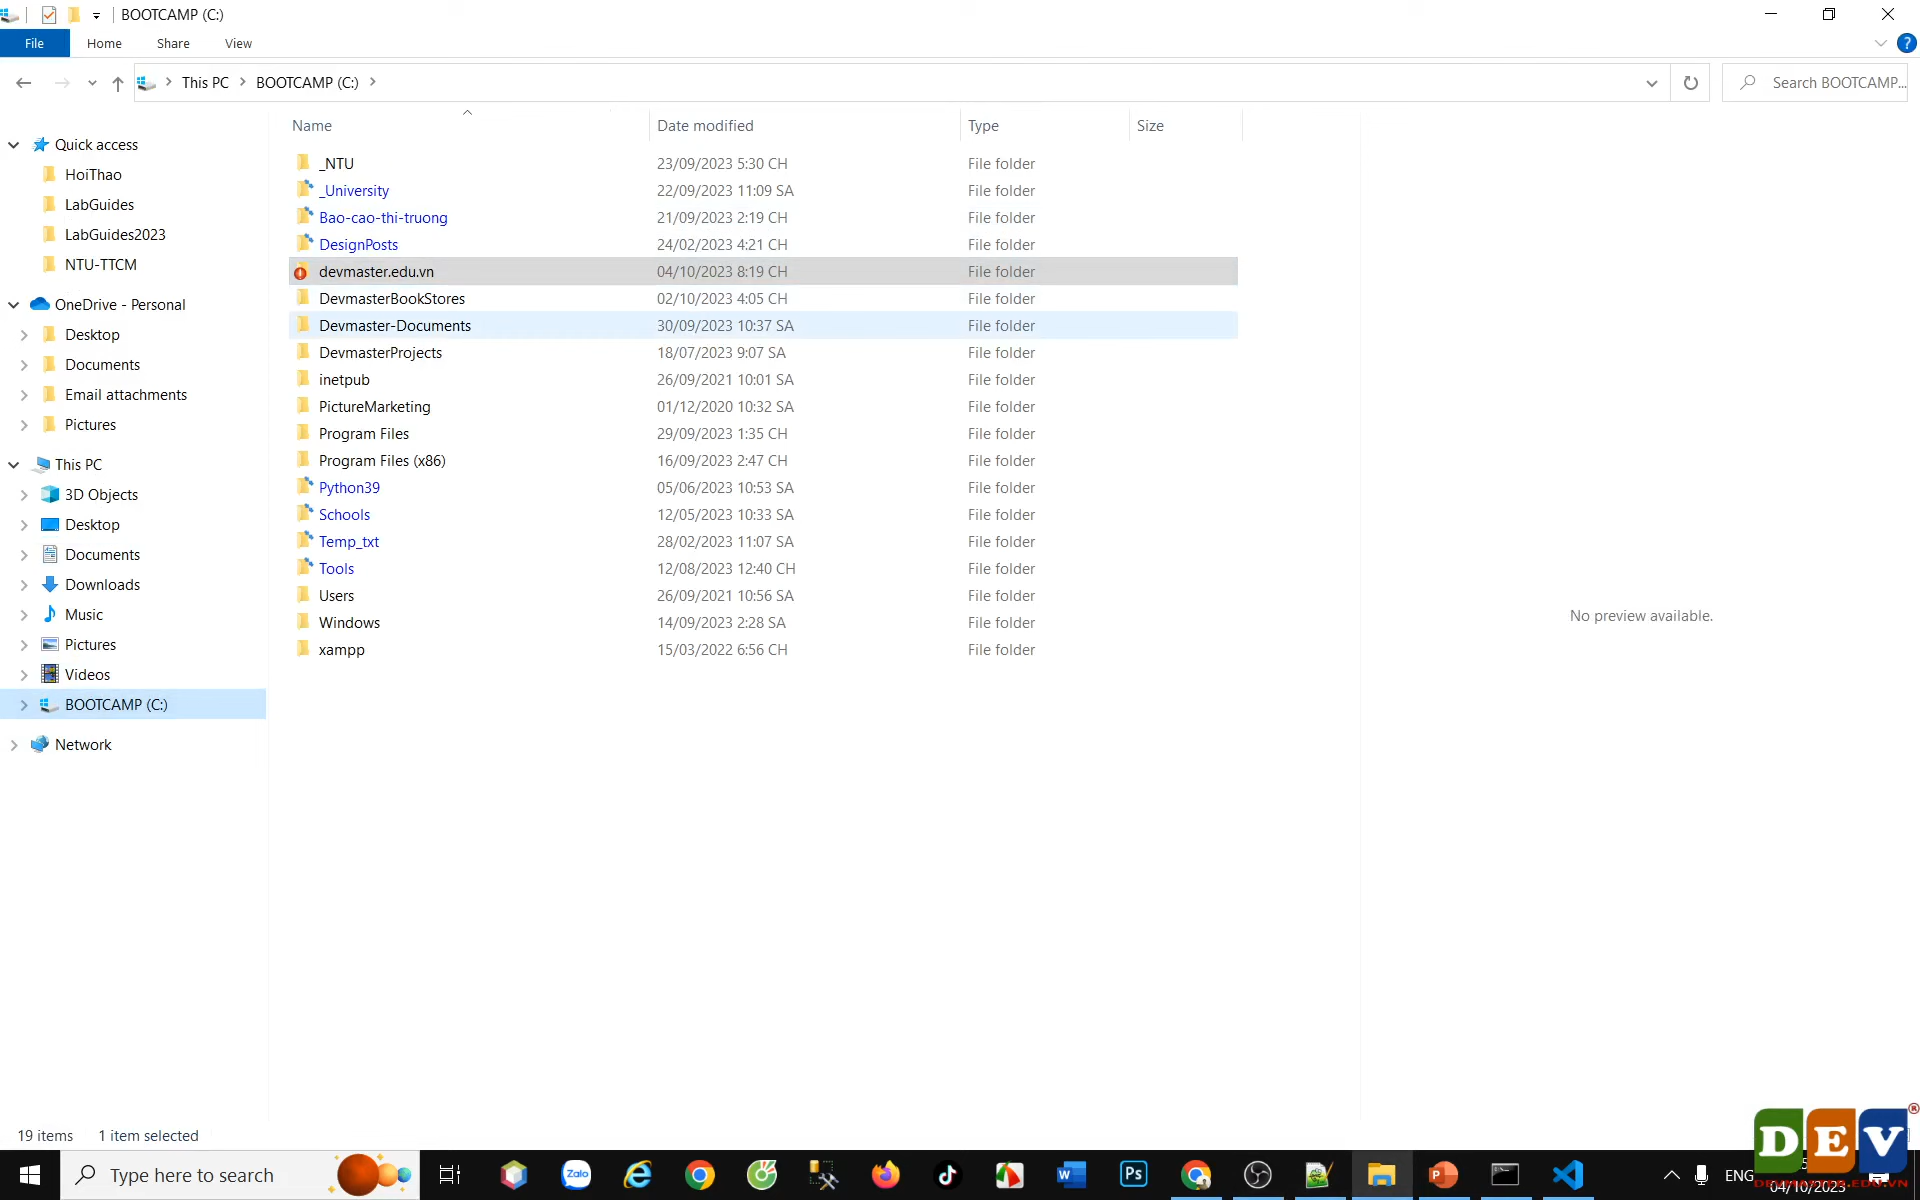 BOOTCAMP (C:)
File Home Share View
This PC BOOTCAMP (C:) Search BOOTCAMP...
Name Date modified Type Size
Quick access
HoiThao
LabGuides
LabGuides2023
NTU-TTCM
OneDrive - Personal
Desktop
Documents
Email attachments
Pictures
This PC
3D Objects
Desktop
Documents
Downloads
Music
Pictures
Videos
BOOTCAMP (C:)
Network
_NTU 23/09/2023 5:30 CH File folder
_University 22/09/2023 11:09 SA File folder
Bao-cao-thi-truong 21/09/2023 2:19 CH File folder
DesignPosts 24/02/2023 4:21 CH File folder
devmaster.edu.vn 04/10/2023 8:19 CH File folder
DevmasterBookStores 02/10/2023 4:05 CH File folder
Devmaster-Documents 30/09/2023 10:37 SA File folder
DevmasterProjects 18/07/2023 9:07 SA File folder
inetpub 26/09/2021 10:01 SA File folder
PictureMarketing 01/12/2020 10:32 SA File folder
Program Files 29/09/2023 1:35 CH File folder
Program Files (x86) 16/09/2023 2:47 CH File folder
Python39 05/06/2023 10:53 SA File folder
Schools 12/05/2023 10:33 SA File folder
Temp_txt 28/02/2023 11:07 SA File folder
Tools 12/08/2023 12:40 CH File folder
Users 26/09/2021 10:56 SA File folder
Windows 14/09/2023 2:28 SA File folder
xampp 15/03/2022 6:56 CH File folder
No preview available.
19 items 1 item selected
DEV
DEVMASTER.EDU.VN
Type here to search
Zalo
Ps
ENG
04/10/2023